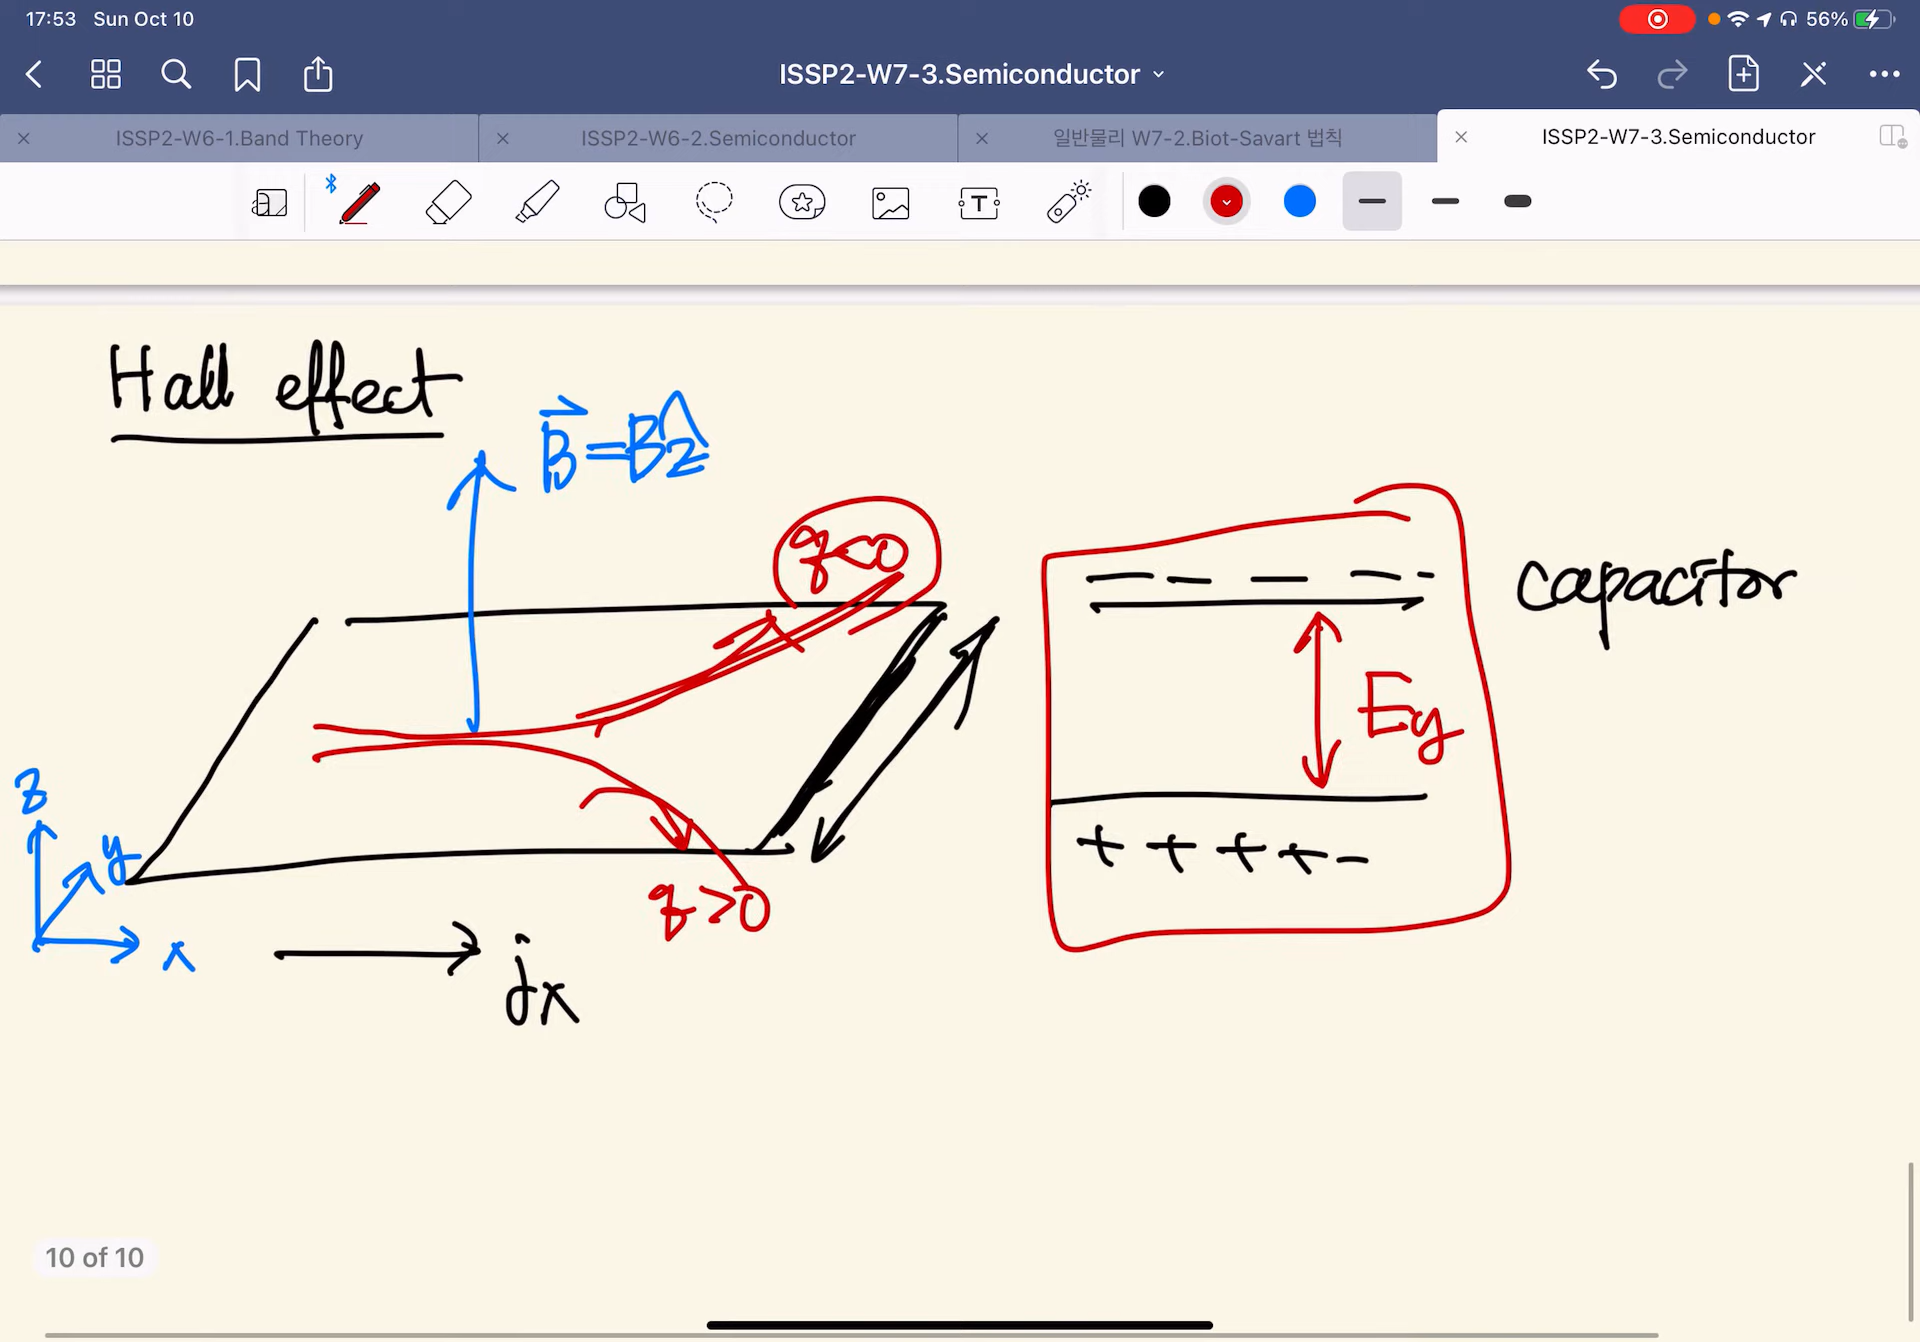 17:53 Sun Oct 10
56%
ISSP2-W7-3.Semiconductor
ISSP2-W6-1.Band Theory
ISSP2-W6-2.Semiconductor
일반물리 W7-2.Biot-Savart 법칙
ISSP2-W7-3.Semiconductor
T
Hall effect
B⃗=Bẑ
q<0
capacitor
Ey
z
y
x
+ + + + -
q>0
jx
10 of 10